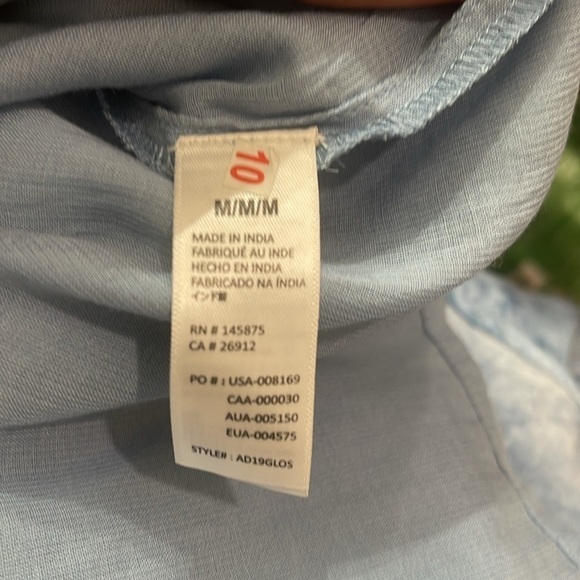 10
M/M/M
MADE IN INDIA
FABRIQUÉ AU INDE
HECHO EN INDIA
FABRICADO NA ÍNDIA
インド製
RN # 145875
CA # 26912
PO # : USA-008169
CAA-000030
AUA-005150
EUA-004575
STYLE# : AD19GLOS